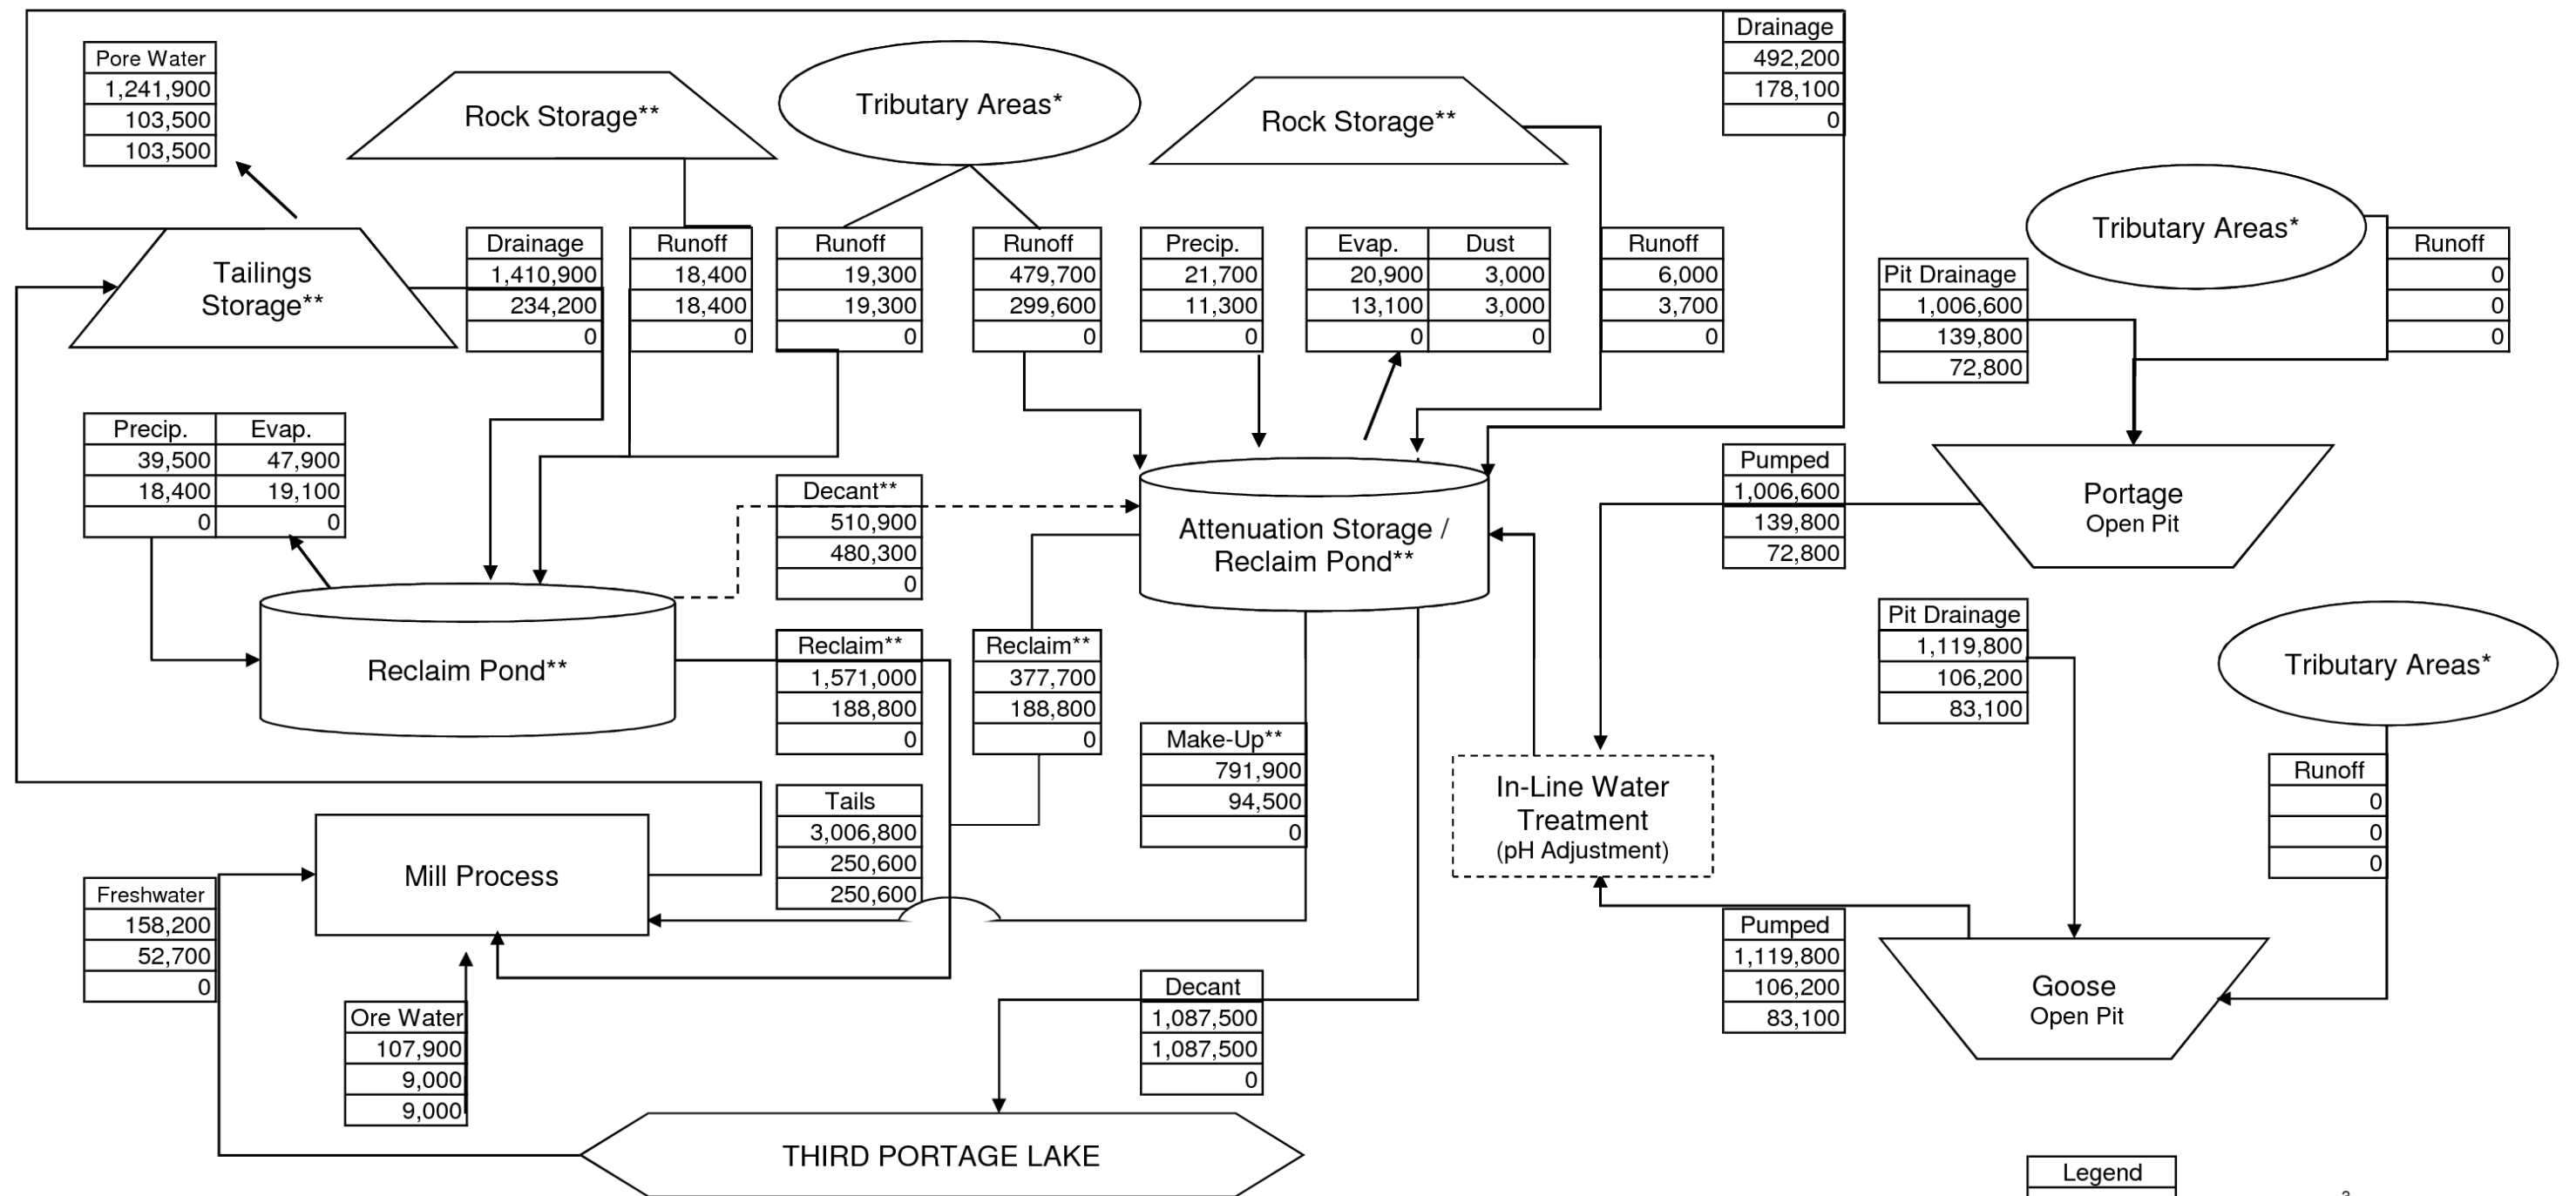 Drainage
492,200
178,100
0
Pore Water
1,241,900
103,500
103,500
Rock Storage**
Tributary Areas*
Rock Storage**
Tributary Areas*
Tailings
Storage**
Drainage
1,410,900
234,200
0
Runoff
18,400
18,400
0
Runoff
19,300
19,300
0
Runoff
479,700
299,600
0
Precip.
21,700
11,300
0
Evap. Dust
20,900 3,000
13,100 3,000
0 0
Runoff
6,000
3,700
0
Pit Drainage
1,006,600
139,800
72,800
Runoff
0
0
0
Precip. Evap.
39,500 47,900
18,400 19,100
0 0
Decant**
510,900
480,300
0
Attenuation Storage /
Reclaim Pond**
Pumped
1,006,600
139,800
72,800
Portage
Open Pit
Reclaim Pond**
Reclaim**
1,571,000
188,800
0
Reclaim**
377,700
188,800
0
Make-Up**
791,900
94,500
0
Pit Drainage
1,119,800
106,200
83,100
Tributary Areas*
Runoff
0
0
0
In-Line Water
Treatment
(pH Adjustment)
Tails
3,006,800
250,600
250,600
Mill Process
Freshwater
158,200
52,700
0
Ore Water
107,900
9,000
9,000
Decant
1,087,500
1,087,500
0
Pumped
1,119,800
106,200
83,100
Goose
Open Pit
THIRD PORTAGE LAKE
Legend